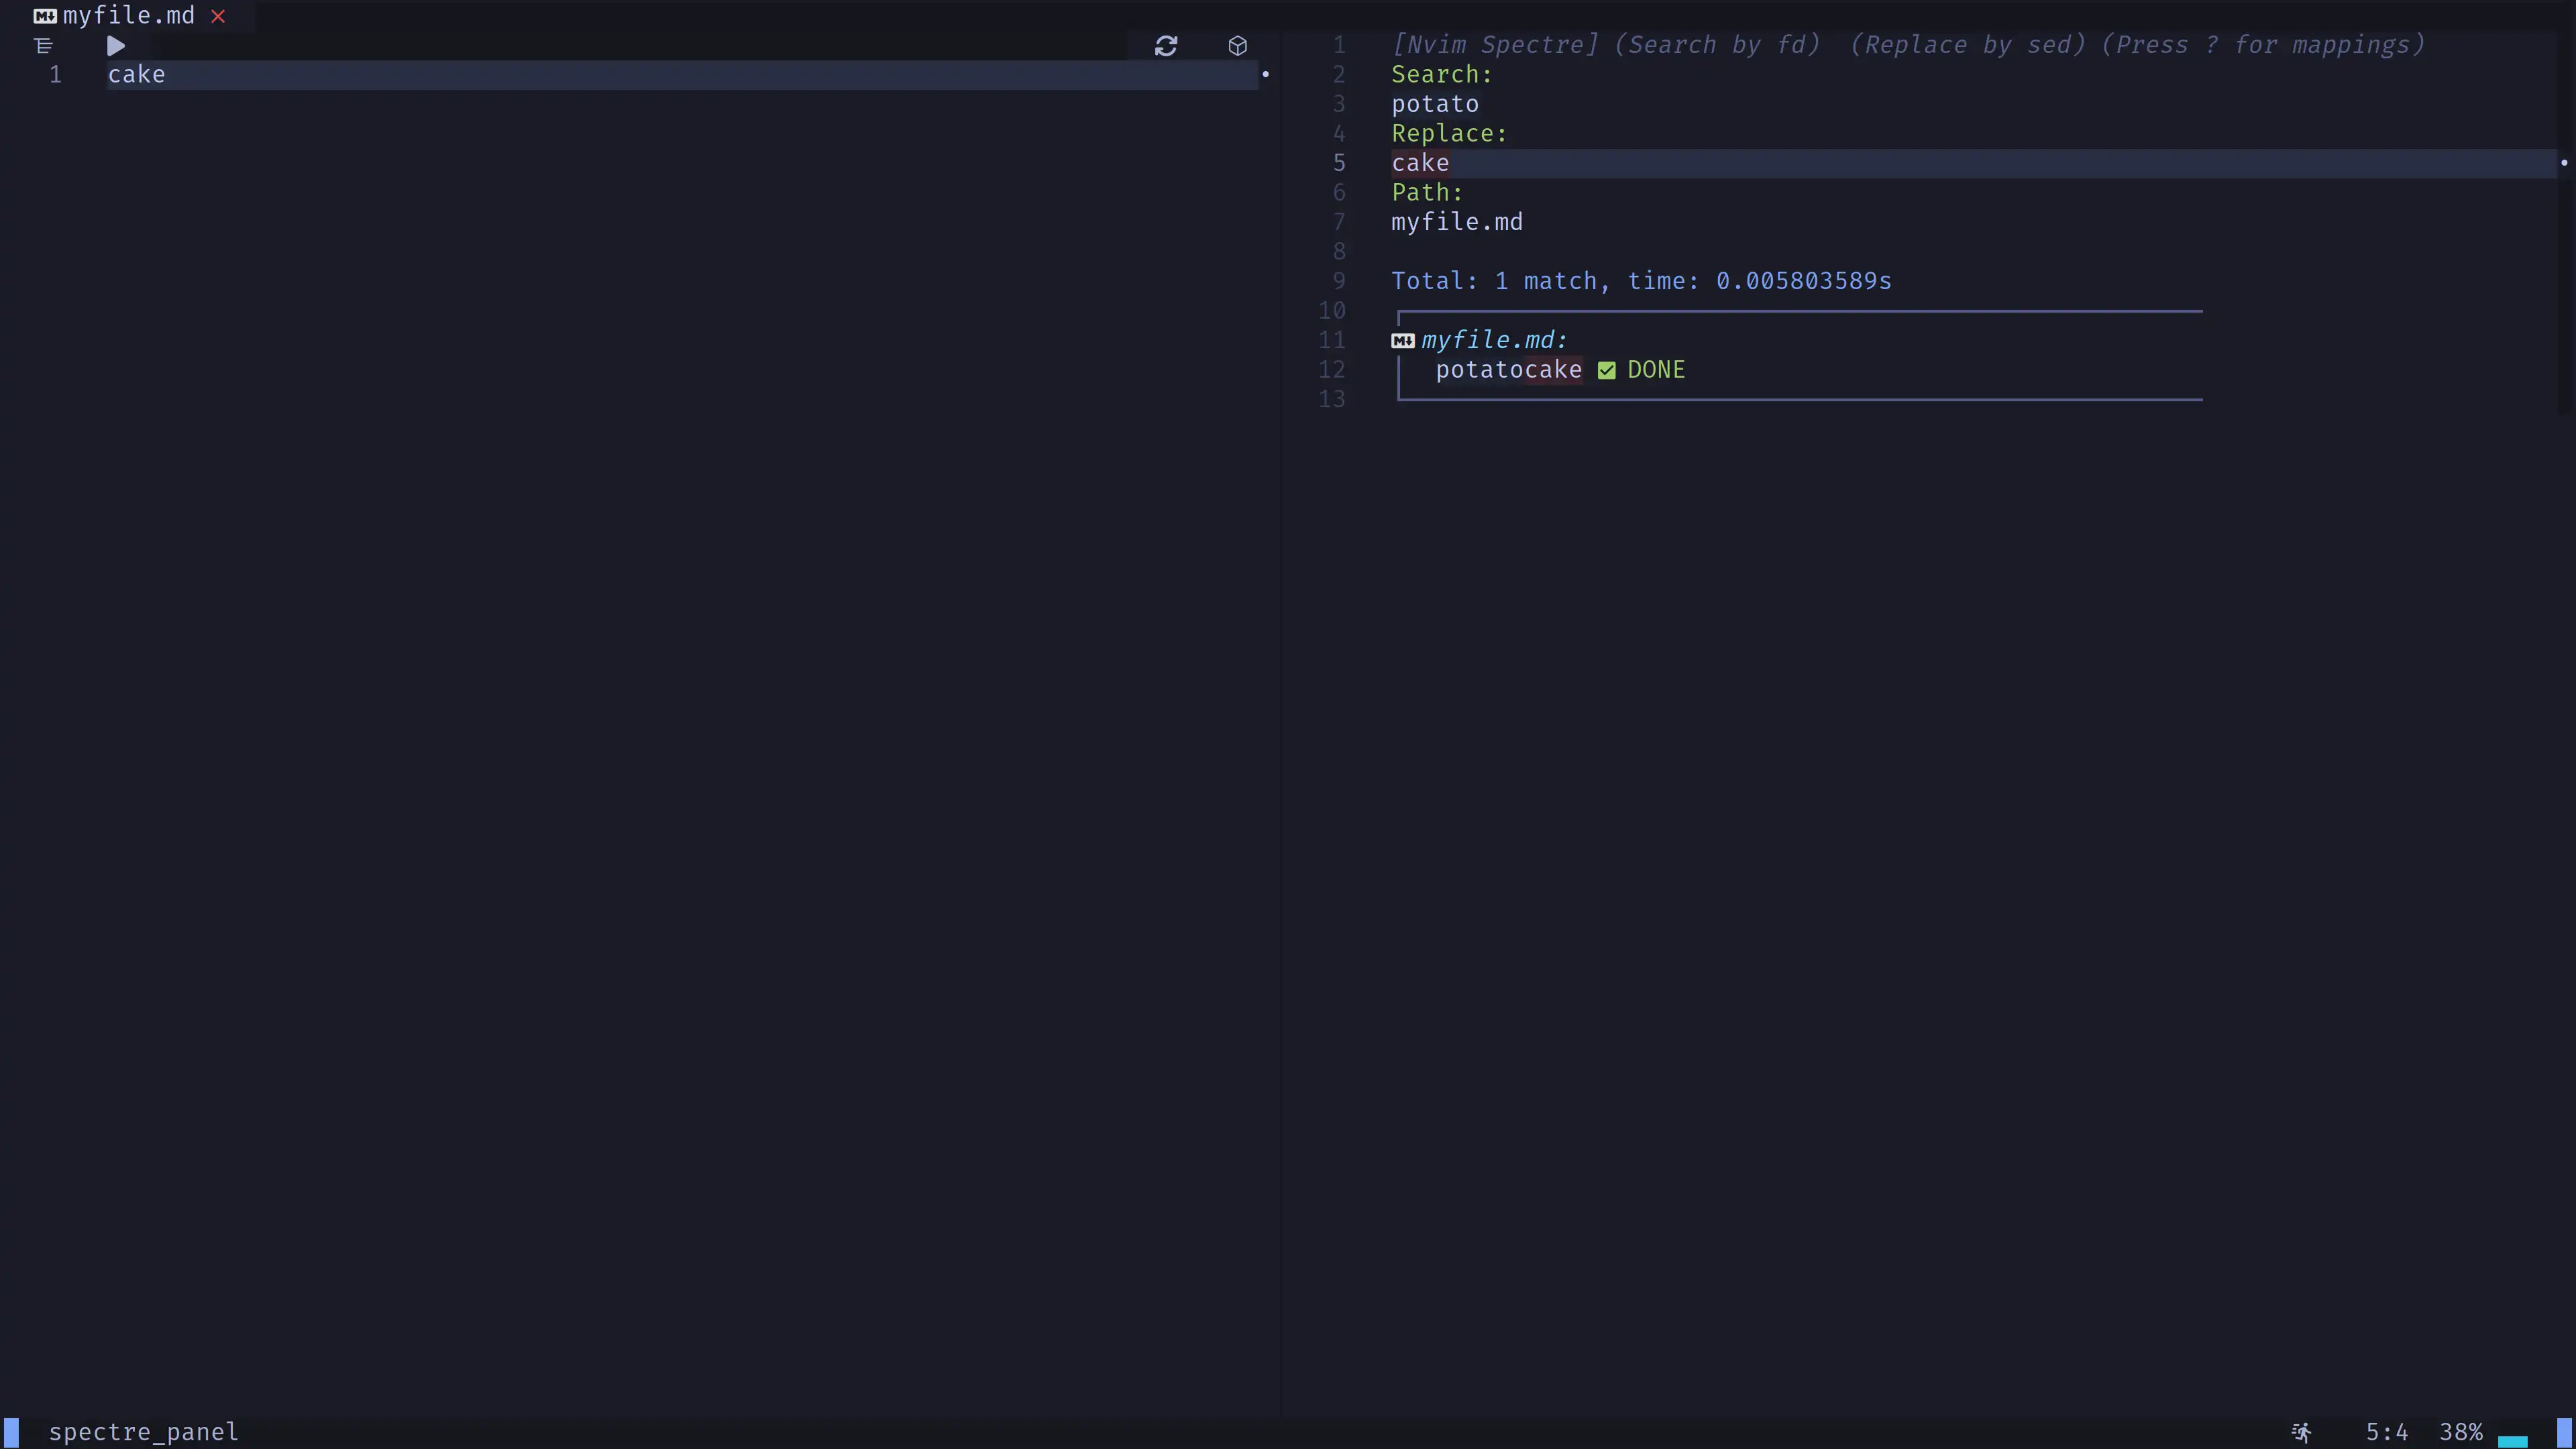 myfile.md
1 cake
1 [Nvim Spectre] (Search by fd) (Replace by sed) (Press ? for mappings)
2 Search:
3 potato
4 Replace:
5 cake
6 Path:
7 myfile.md
8
9 Total: 1 match, time: 0.005803589s
10
11 myfile.md:
12 potatocake DONE
13
spectre_panel 5:4 38%